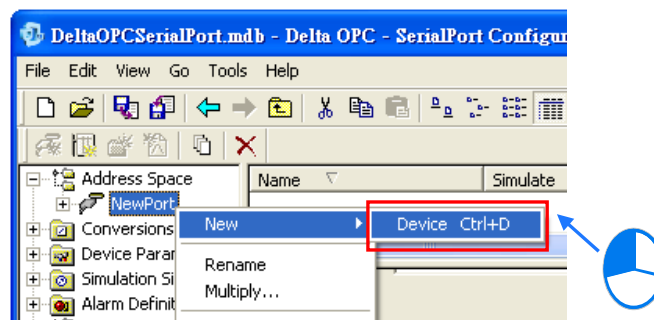 DeltaOPCSerialPort.mdb - Delta OPC - SerialPort Configur
File Edit View Go Tools Help
Address Space
Name Simulate
NewPort
New Device Ctrl+D
Conversions
Device Parar
Rename
Simulation Si
Multiply...
Alarm Definit